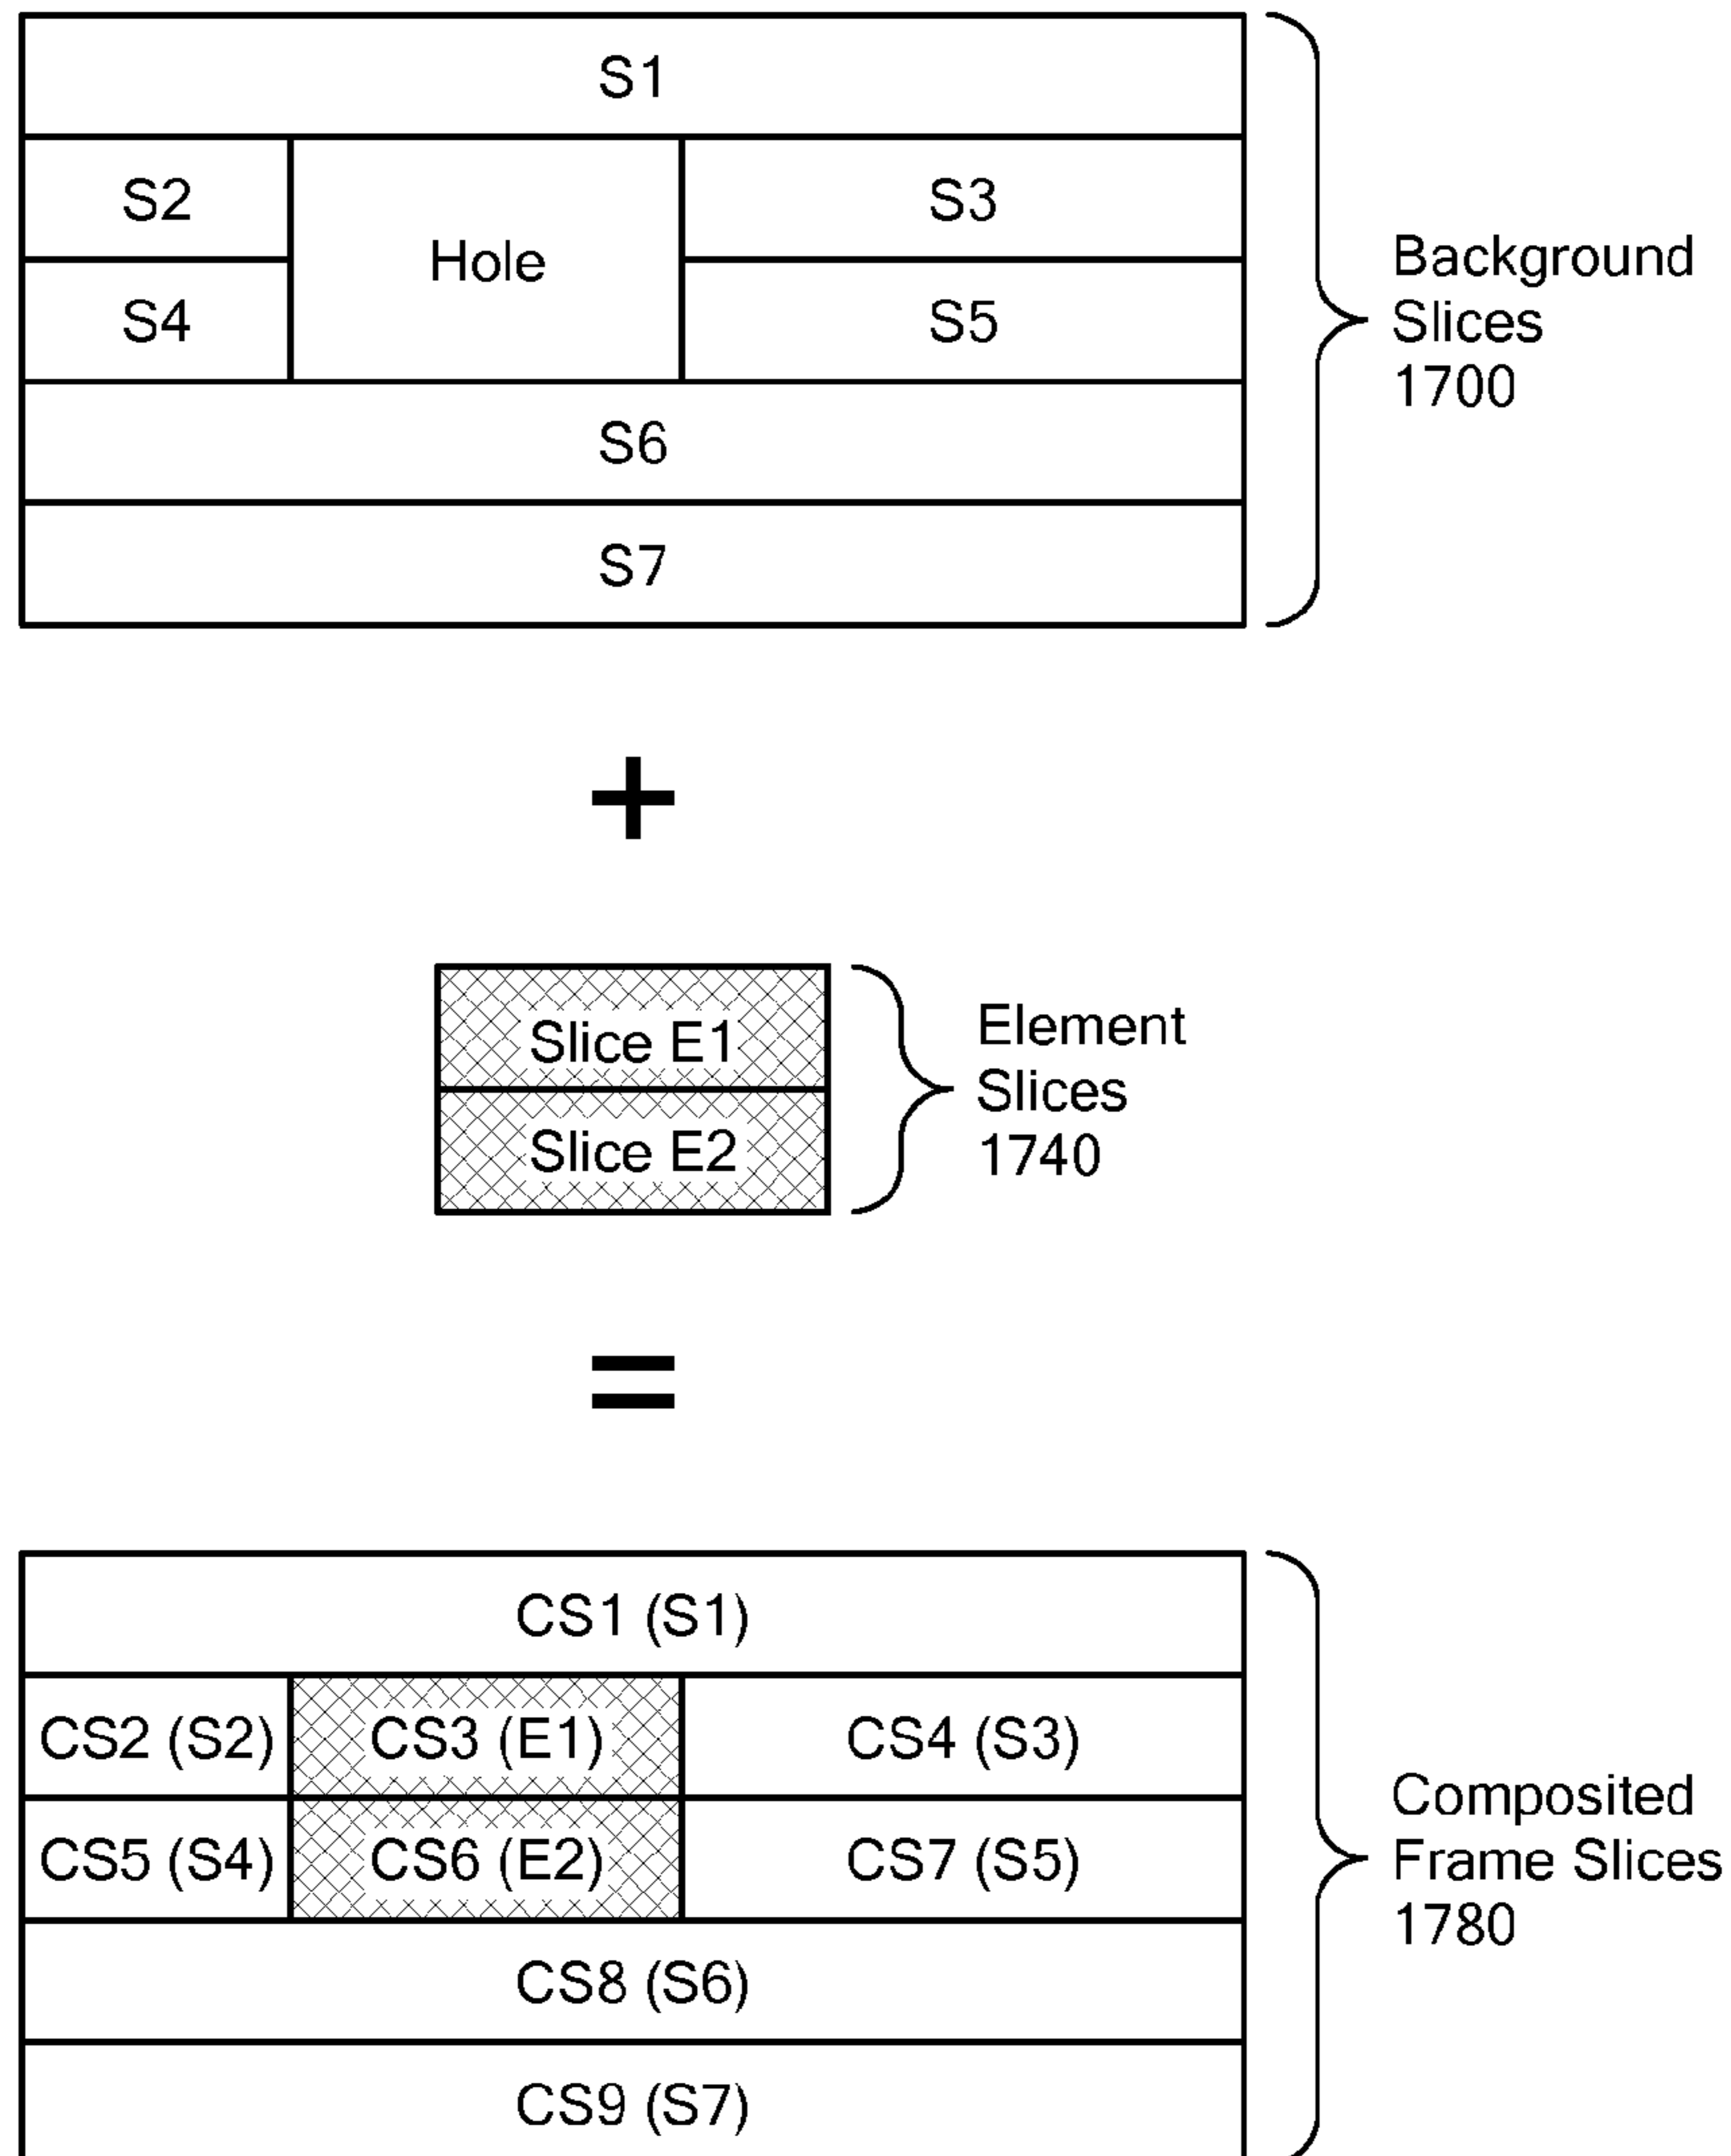 S1
S2
S3
Hole
S4
S5
S6
S7
Background
Slices
1700
+
Slice E1
Slice E2
Element
Slices
1740
=
CS1 (S1)
CS2 (S2)
CS3 (E1)
CS4 (S3)
CS5 (S4)
CS6 (E2)
CS7 (S5)
CS8 (S6)
CS9 (S7)
Composited
Frame Slices
1780